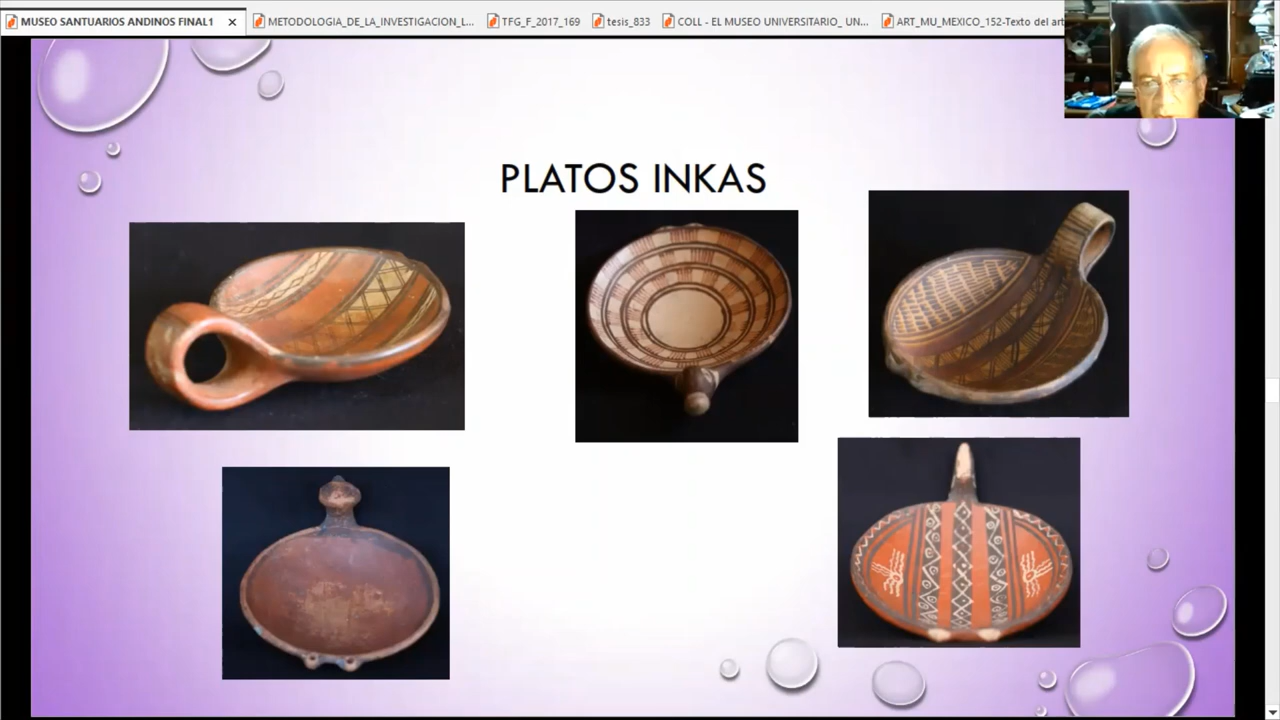 MUSEO SANTUARIOS ANDINOS FINAL1
METODOLOGIA_DE_LA_INVESTIGACION_L...
TFG_F_2017_169
tesis_833
COLL - EL MUSEO UNIVERSITARIO_ UN...
ART_MU_MEXICO_152-Texto del art
PLATOS INKAS